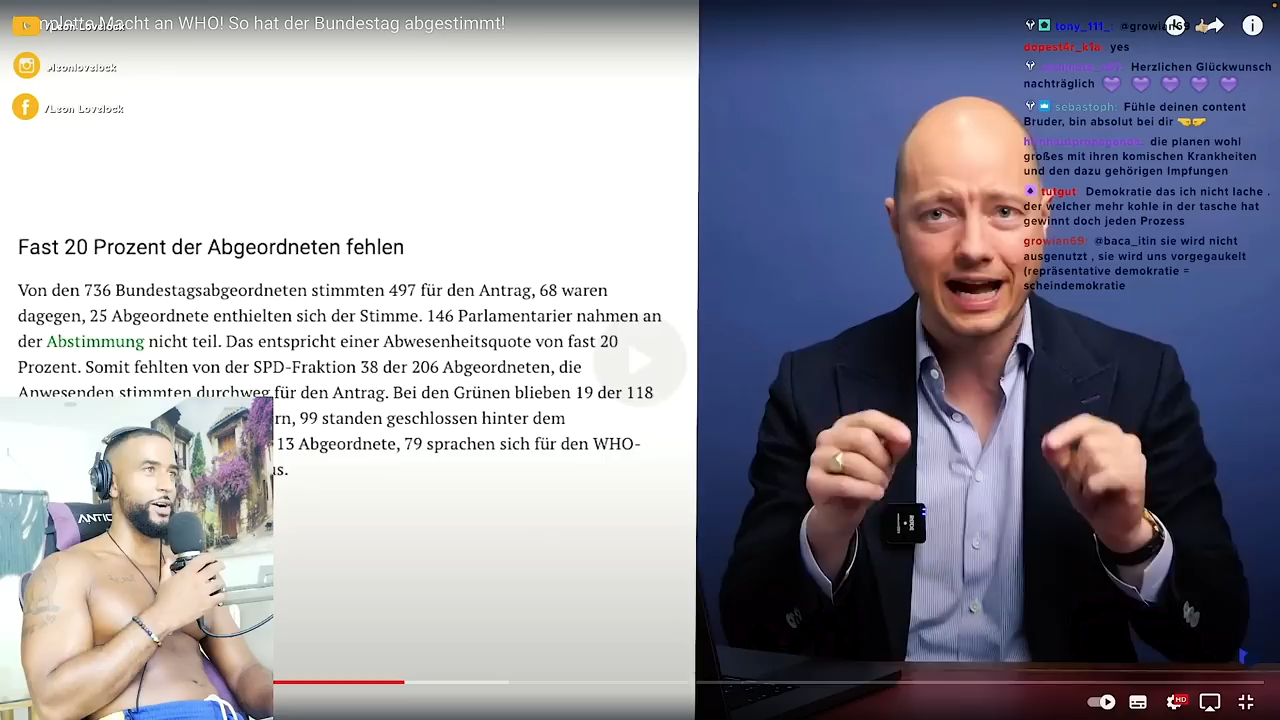 Macht an WHO! So hat der Bundestag abgestimmt!
/Leon Lovelock
leonlovelock
/Leon Lovelock
Fast 20 Prozent der Abgeordneten fehlen
Von den 736 Bundestagsabgeordneten stimmten 497 für den Antrag, 68 waren
dagegen, 25 Abgeordnete enthielten sich der Stimme. 146 Parlamentarier nahmen an
der Abstimmung nicht teil. Das entspricht einer Abwesenheitsquote von fast 20
Prozent. Somit fehlten von der SPD-Fraktion 38 der 206 Abgeordneten, die
Anwesenden stimmten durchweg für den Antrag. Bei den Grünen blieben 19 der 118
rn, 99 standen geschlossen hinter dem
13 Abgeordnete, 79 sprachen sich für den WHO-
us.
ANTIC
RØDE
tony_111_: @growian69
dopest4r_k1a: yes
Herzlichen Glückwunsch
nachträglich
sebastoph: Fühle deinen content
Bruder, bin absolut bei dir
die planen wohl
großes mit ihren komischen Krankheiten
und den dazu gehörigen Impfungen
tutgut: Demokratie das ich nicht lache .
der welcher mehr kohle in der tasche hat
gewinnt doch jeden Prozess
growian69: @baca_itin sie wird nicht
ausgenutzt , sie wird uns vorgegaukelt
(repräsentative demokratie =
scheindemokratie
HD